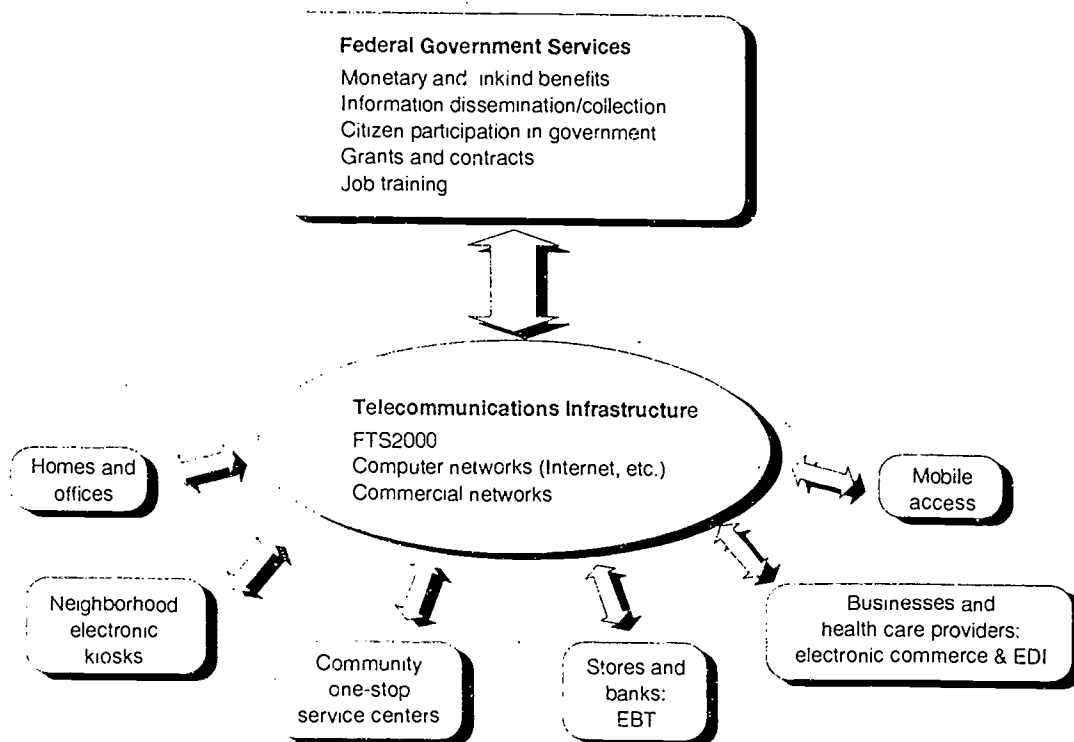 Federal Government Services
Monetary and inkind benefits
Information dissemination/collection
Citizen participation in government
Grants and contracts
Job training
Telecommunications Infrastructure
FTS2000
Computer networks (Internet, etc.)
Commercial networks
Homes and
offices
Mobile
access
Neighborhood
electronic
kiosks
Community
one-stop
service centers
Stores and
banks:
EBT
Businesses and
health care providers:
electronic commerce & EDI